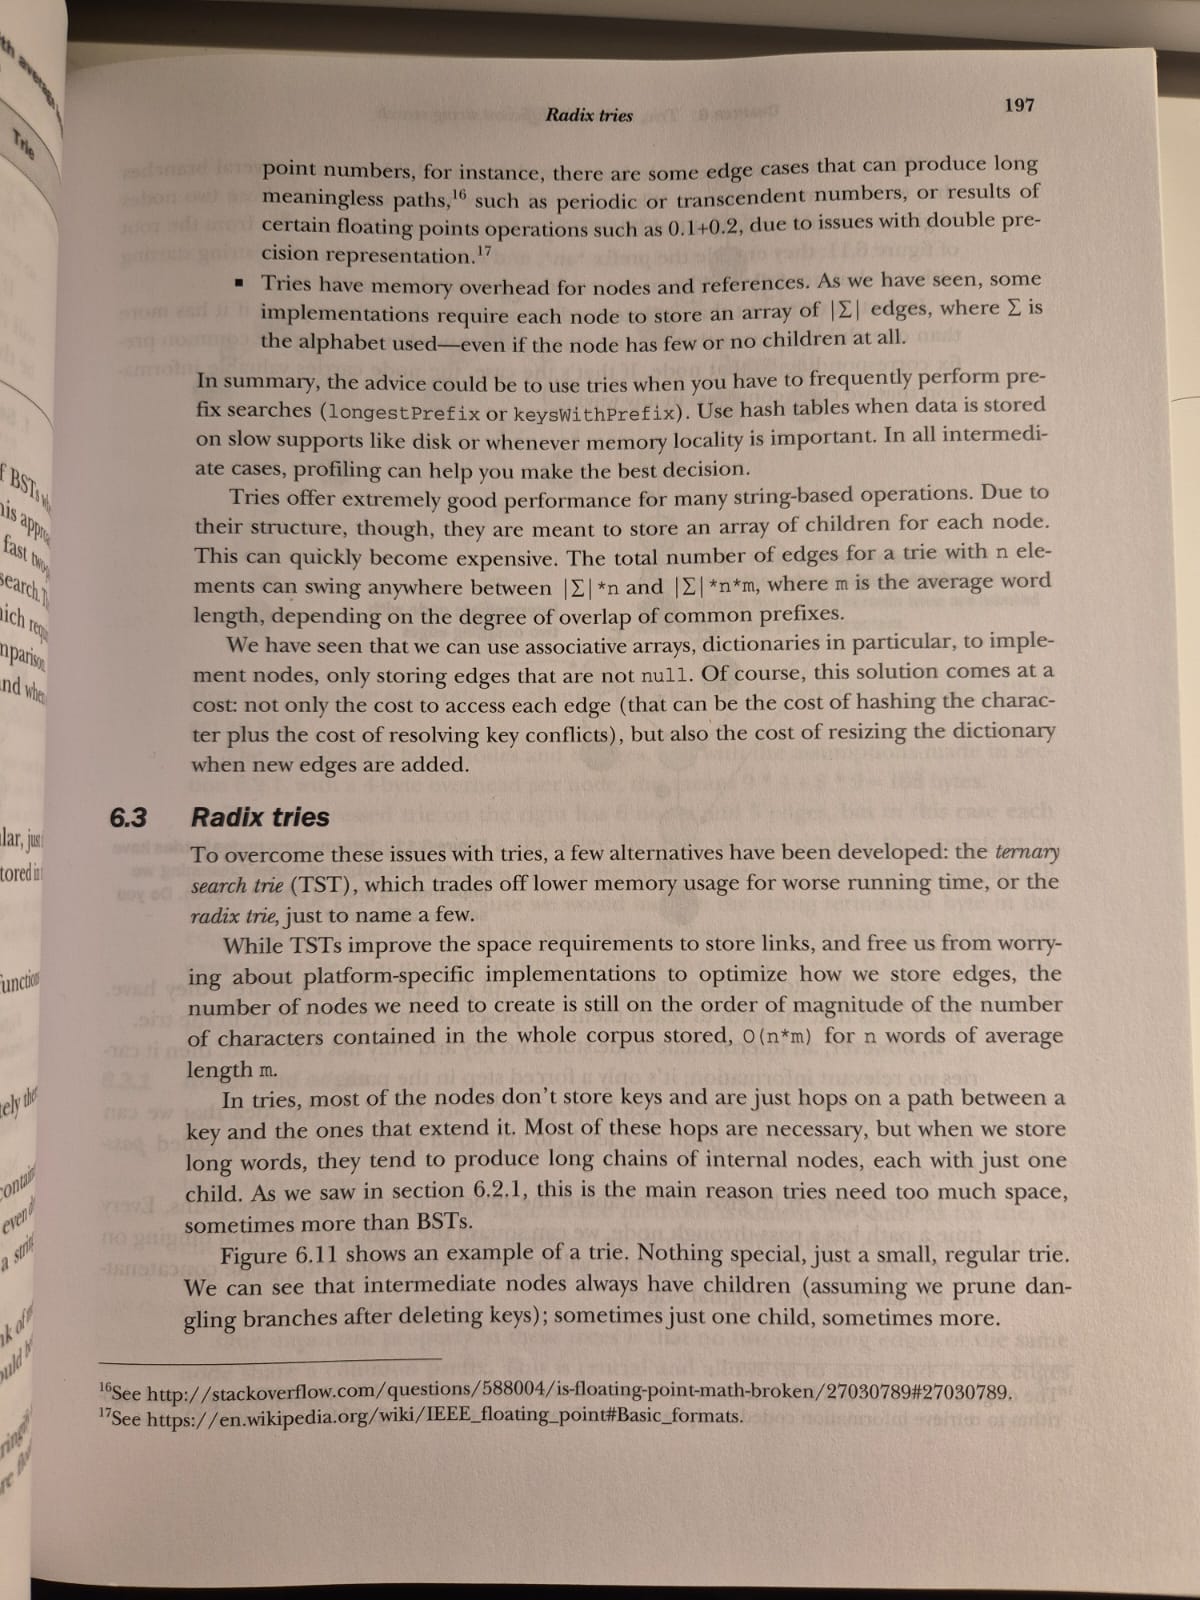 Radix tries
197
point numbers, for instance, there are some edge cases that can produce long
meaningless paths,16 such as periodic or transcendent numbers, or results of
certain floating points operations such as 0.1+0.2, due to issues with double pre-
cision representation.17
▪ Tries have memory overhead for nodes and references. As we have seen, some
implementations require each node to store an array of |Σ| edges, where Σ is
the alphabet used—even if the node has few or no children at all.
In summary, the advice could be to use tries when you have to frequently perform pre-
fix searches (longestPrefix or keysWithPrefix). Use hash tables when data is stored
on slow supports like disk or whenever memory locality is important. In all intermedi-
ate cases, profiling can help you make the best decision.
Tries offer extremely good performance for many string-based operations. Due to
their structure, though, they are meant to store an array of children for each node.
This can quickly become expensive. The total number of edges for a trie with n ele-
ments can swing anywhere between |Σ|*n and |Σ|*n*m, where m is the average word
length, depending on the degree of overlap of common prefixes.
We have seen that we can use associative arrays, dictionaries in particular, to imple-
ment nodes, only storing edges that are not null. Of course, this solution comes at a
cost: not only the cost to access each edge (that can be the cost of hashing the charac-
ter plus the cost of resolving key conflicts), but also the cost of resizing the dictionary
when new edges are added.
6.3 Radix tries
To overcome these issues with tries, a few alternatives have been developed: the ternary
search trie (TST), which trades off lower memory usage for worse running time, or the
radix trie, just to name a few.
While TSTs improve the space requirements to store links, and free us from worry-
ing about platform-specific implementations to optimize how we store edges, the
number of nodes we need to create is still on the order of magnitude of the number
of characters contained in the whole corpus stored, O(n*m) for n words of average
length m.
In tries, most of the nodes don't store keys and are just hops on a path between a
key and the ones that extend it. Most of these hops are necessary, but when we store
long words, they tend to produce long chains of internal nodes, each with just one
child. As we saw in section 6.2.1, this is the main reason tries need too much space,
sometimes more than BSTs.
Figure 6.11 shows an example of a trie. Nothing special, just a small, regular trie.
We can see that intermediate nodes always have children (assuming we prune dan-
gling branches after deleting keys); sometimes just one child, sometimes more.
16See http://stackoverflow.com/questions/588004/is-floating-point-math-broken/27030789#27030789.
17See https://en.wikipedia.org/wiki/IEEE_floating_point#Basic_formats.